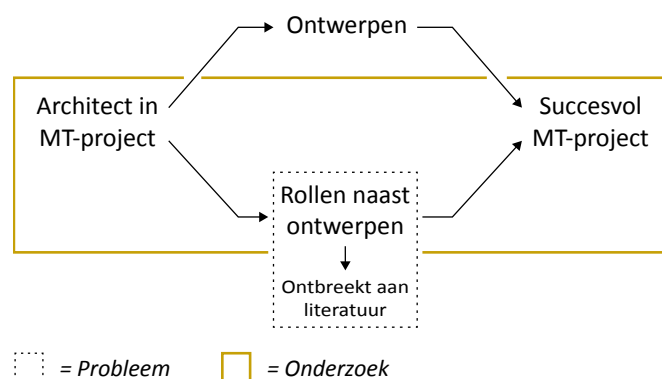 Ontwerpen
Architect in
MT-project
Succesvol
MT-project
Rollen naast
ontwerpen
Ontbreekt aan
literatuur
= Probleem
= Onderzoek